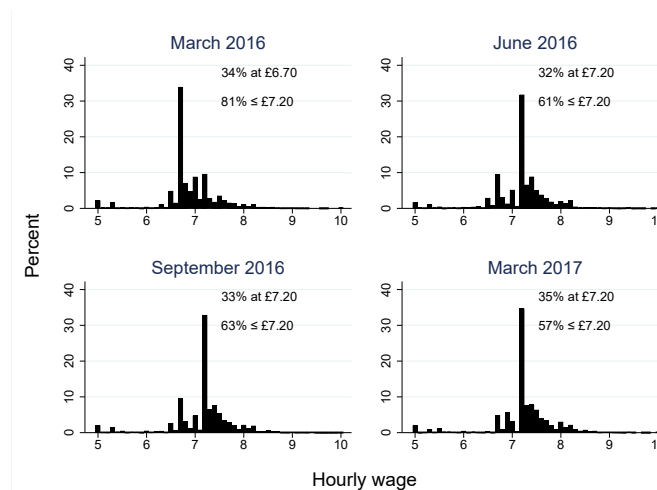 March 2016
40
30
20
10
0
34% at £6.70
81% ≤ £7.20
5 6 7 8 9 10
June 2016
40
30
20
10
0
32% at £7.20
61% ≤ £7.20
5 6 7 8 9 1
Percent
September 2016
40
30
20
10
0
33% at £7.20
63% ≤ £7.20
5 6 7 8 9 10
March 2017
40
30
20
10
0
35% at £7.20
57% ≤ £7.20
5 6 7 8 9 1
Hourly wage